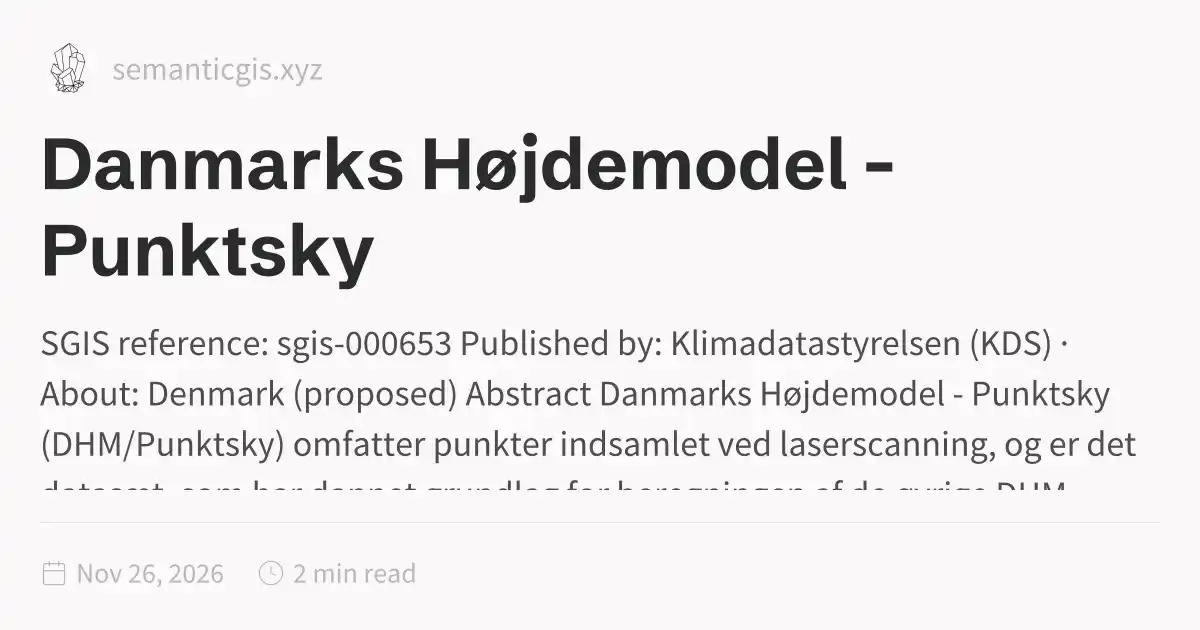 semanticgis.xyz
Danmarks Højdemodel -
Punktsky
SGIS reference: sgis-000653 Published by: Klimadatastyrelsen (KDS) ·
About: Denmark (proposed) Abstract Danmarks Højdemodel - Punktsky
(DHM/Punktsky) omfatter punkter indsamlet ved laserscanning, og er det
Nov 26, 2026
2 min read